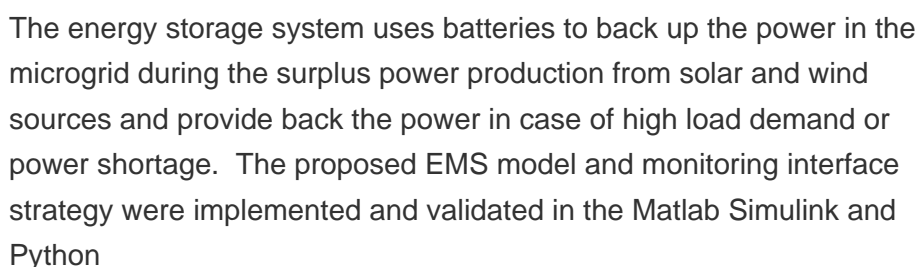 The energy storage system uses batteries to back up the power in the
microgrid during the surplus power production from solar and wind
sources and provide back the power in case of high load demand or
power shortage.  The proposed EMS model and monitoring interface
strategy were implemented and validated in the Matlab Simulink and
Python